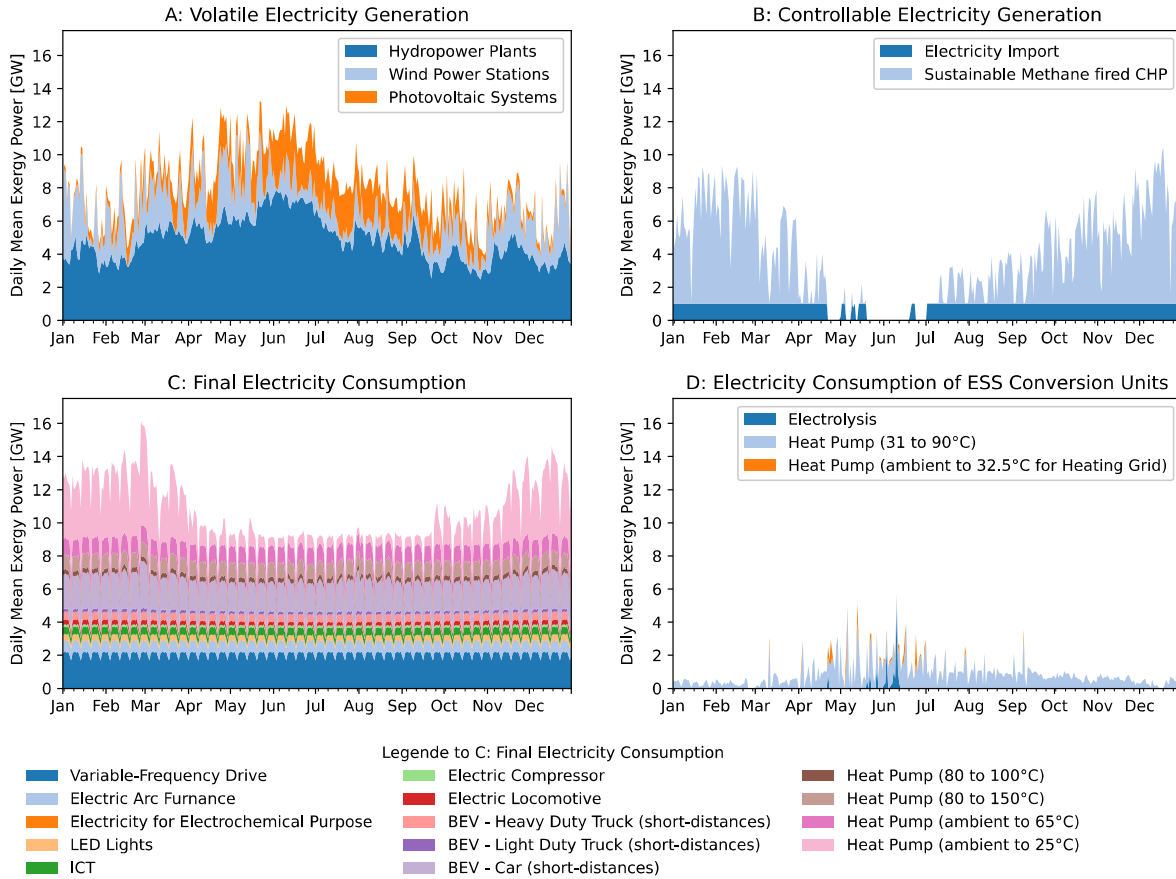 A: Volatile Electricity Generation
Daily Mean Exergy Power [GW]
16
14
12
10
8
6
4
2
0
Hydropower Plants
Wind Power Stations
Photovoltaic Systems
Jan Feb Mar Apr May Jun Jul Aug Sep Oct Nov Dec
B: Controllable Electricity Generation
Daily Mean Exergy Power [GW]
16
14
12
10
8
6
4
2
0
Electricity Import
Sustainable Methane fired CHP
Jan Feb Mar Apr May Jun Jul Aug Sep Oct Nov Dec
C: Final Electricity Consumption
Daily Mean Exergy Power [GW]
16
14
12
10
8
6
4
2
0
Jan Feb Mar Apr May Jun Jul Aug Sep Oct Nov Dec
D: Electricity Consumption of ESS Conversion Units
Daily Mean Exergy Power [GW]
16
14
12
10
8
6
4
2
0
Electrolysis
Heat Pump (31 to 90°C)
Heat Pump (ambient to 32.5°C for Heating Grid)
Jan Feb Mar Apr May Jun Jul Aug Sep Oct Nov Dec
Legende to C: Final Electricity Consumption
Variable-Frequency Drive
Electric Arc Furnance
Electricity for Electrochemical Purpose
LED Lights
ICT
Electric Compressor
Electric Locomotive
BEV - Heavy Duty Truck (short-distances)
BEV - Light Duty Truck (short-distances)
BEV - Car (short-distances)
Heat Pump (80 to 100°C)
Heat Pump (80 to 150°C)
Heat Pump (ambient to 65°C)
Heat Pump (ambient to 25°C)